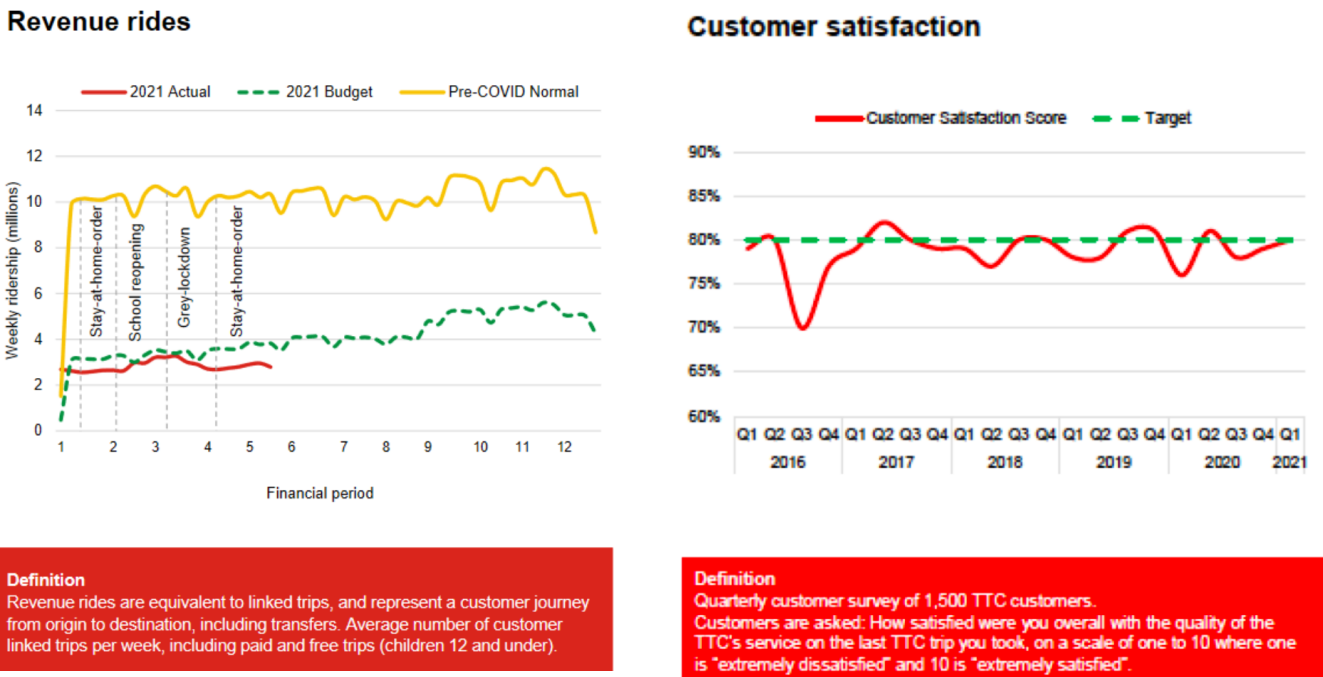 Revenue rides
2021 Actual 2021 Budget Pre-COVID Normal
Weekly ridership (millions)
14
12
10
8
6
4
2
0
Stay-at-home-order
School reopening
Grey-lockdown
Stay-at-home-order
1 2 3 4 5 6 7 8 9 10 11 12
Financial period
Definition
Revenue rides are equivalent to linked trips, and represent a customer journey
from origin to destination, including transfers. Average number of customer
linked trips per week, including paid and free trips (children 12 and under).
Customer satisfaction
Customer Satisfaction Score Target
90%
85%
80%
75%
70%
65%
60%
Q1 Q2 Q3 Q4 Q1 Q2 Q3 Q4 Q1 Q2 Q3 Q4 Q1 Q2 Q3 Q4 Q1 Q2 Q3 Q4 Q1
2016 2017 2018 2019 2020 2021
Definition
Quarterly customer survey of 1,500 TTC customers.
Customers are asked: How satisfied were you overall with the quality of the
TTC's service on the last TTC trip you took, on a scale of one to 10 where one
is "extremely dissatisfied" and 10 is "extremely satisfied".